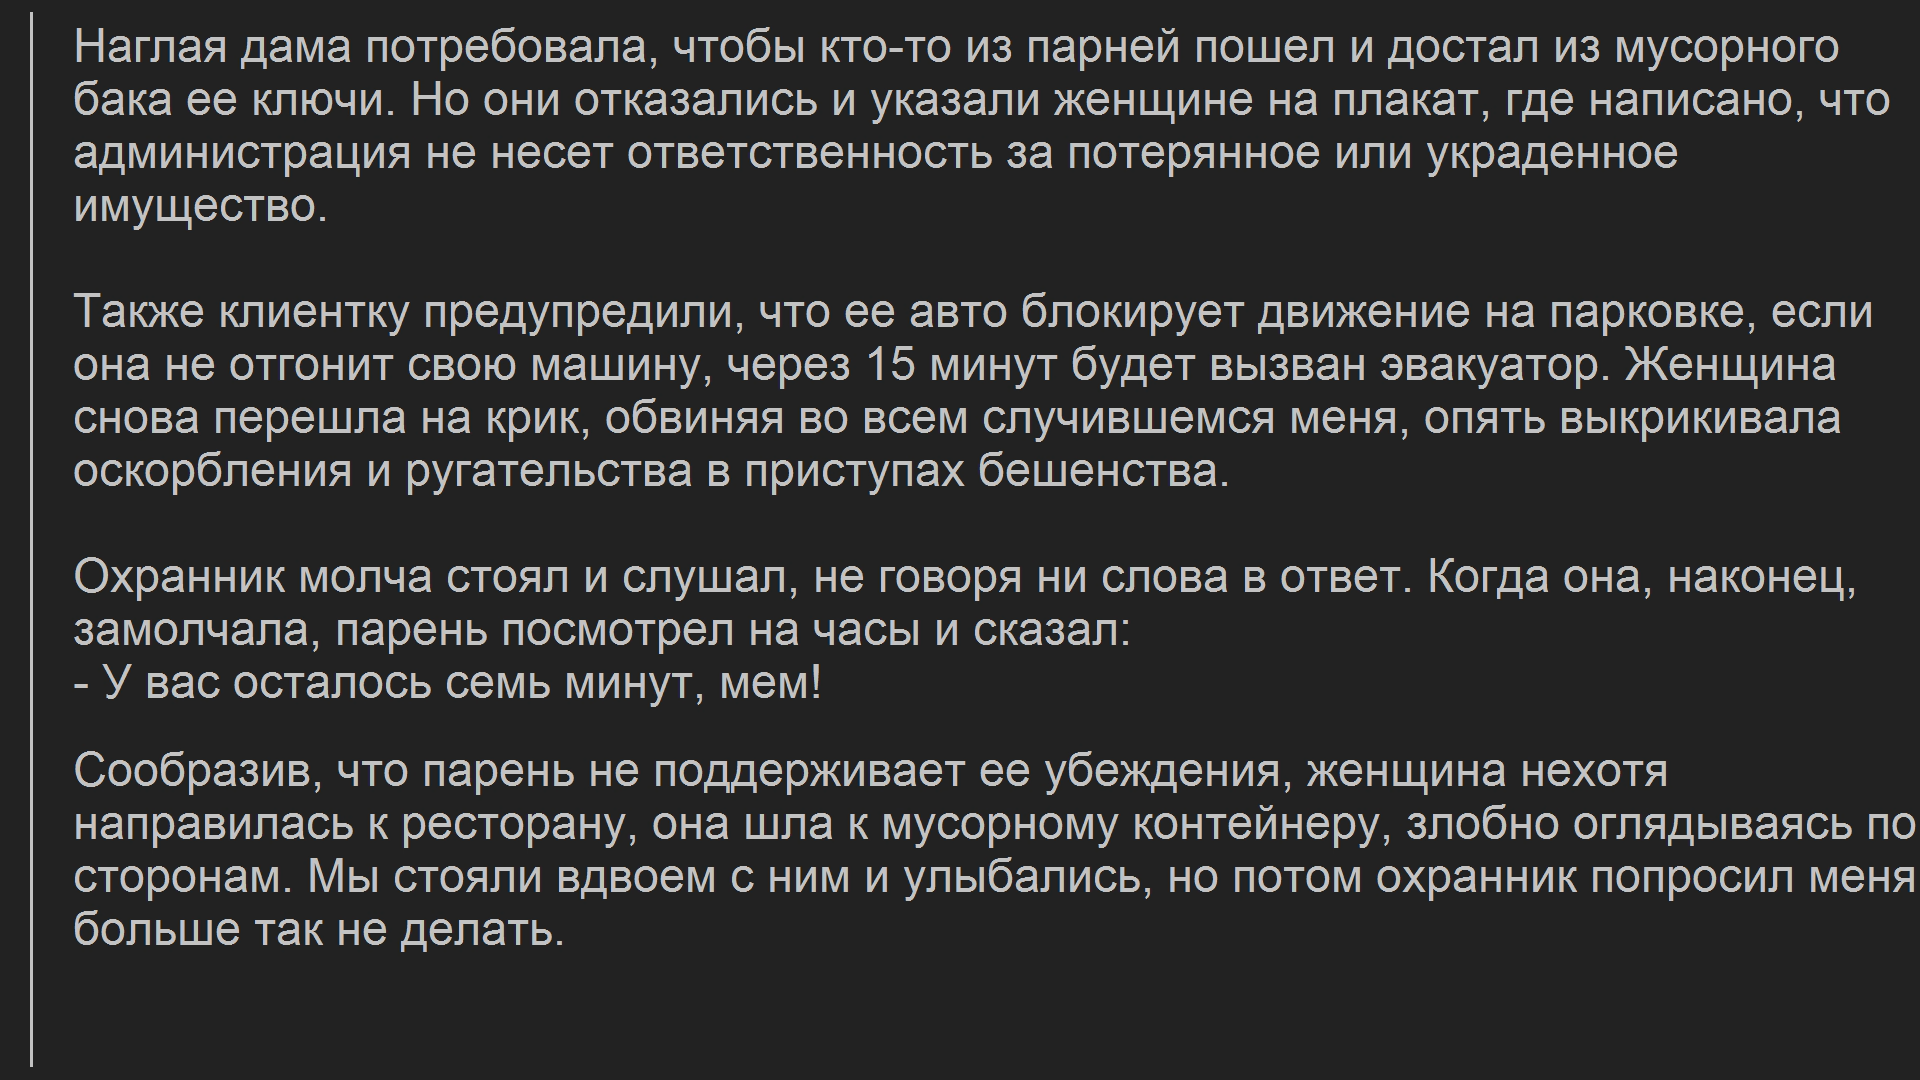 Наглая дама потребовала, чтобы кто-то из парней пошел и достал из мусорного
бака ее ключи. Но они отказались и указали женщине на плакат, где написано, что
администрация не несет ответственность за потерянное или украденное
имущество.
Также клиентку предупредили, что ее авто блокирует движение на парковке, если
она не отгонит свою машину, через 15 минут будет вызван эвакуатор. Женщина
снова перешла на крик, обвиняя во всем случившемся меня, опять выкрикивала
оскорбления и ругательства в приступах бешенства.
Охранник молча стоял и слушал, не говоря ни слова в ответ. Когда она, наконец,
замолчала, парень посмотрел на часы и сказал:
- У вас осталось семь минут, мем!
Сообразив, что парень не поддерживает ее убеждения, женщина нехотя
направилась к ресторану, она шла к мусорному контейнеру, злобно оглядываясь по
сторонам. Мы стояли вдвоем с ним и улыбались, но потом охранник попросил меня
больше так не делать.